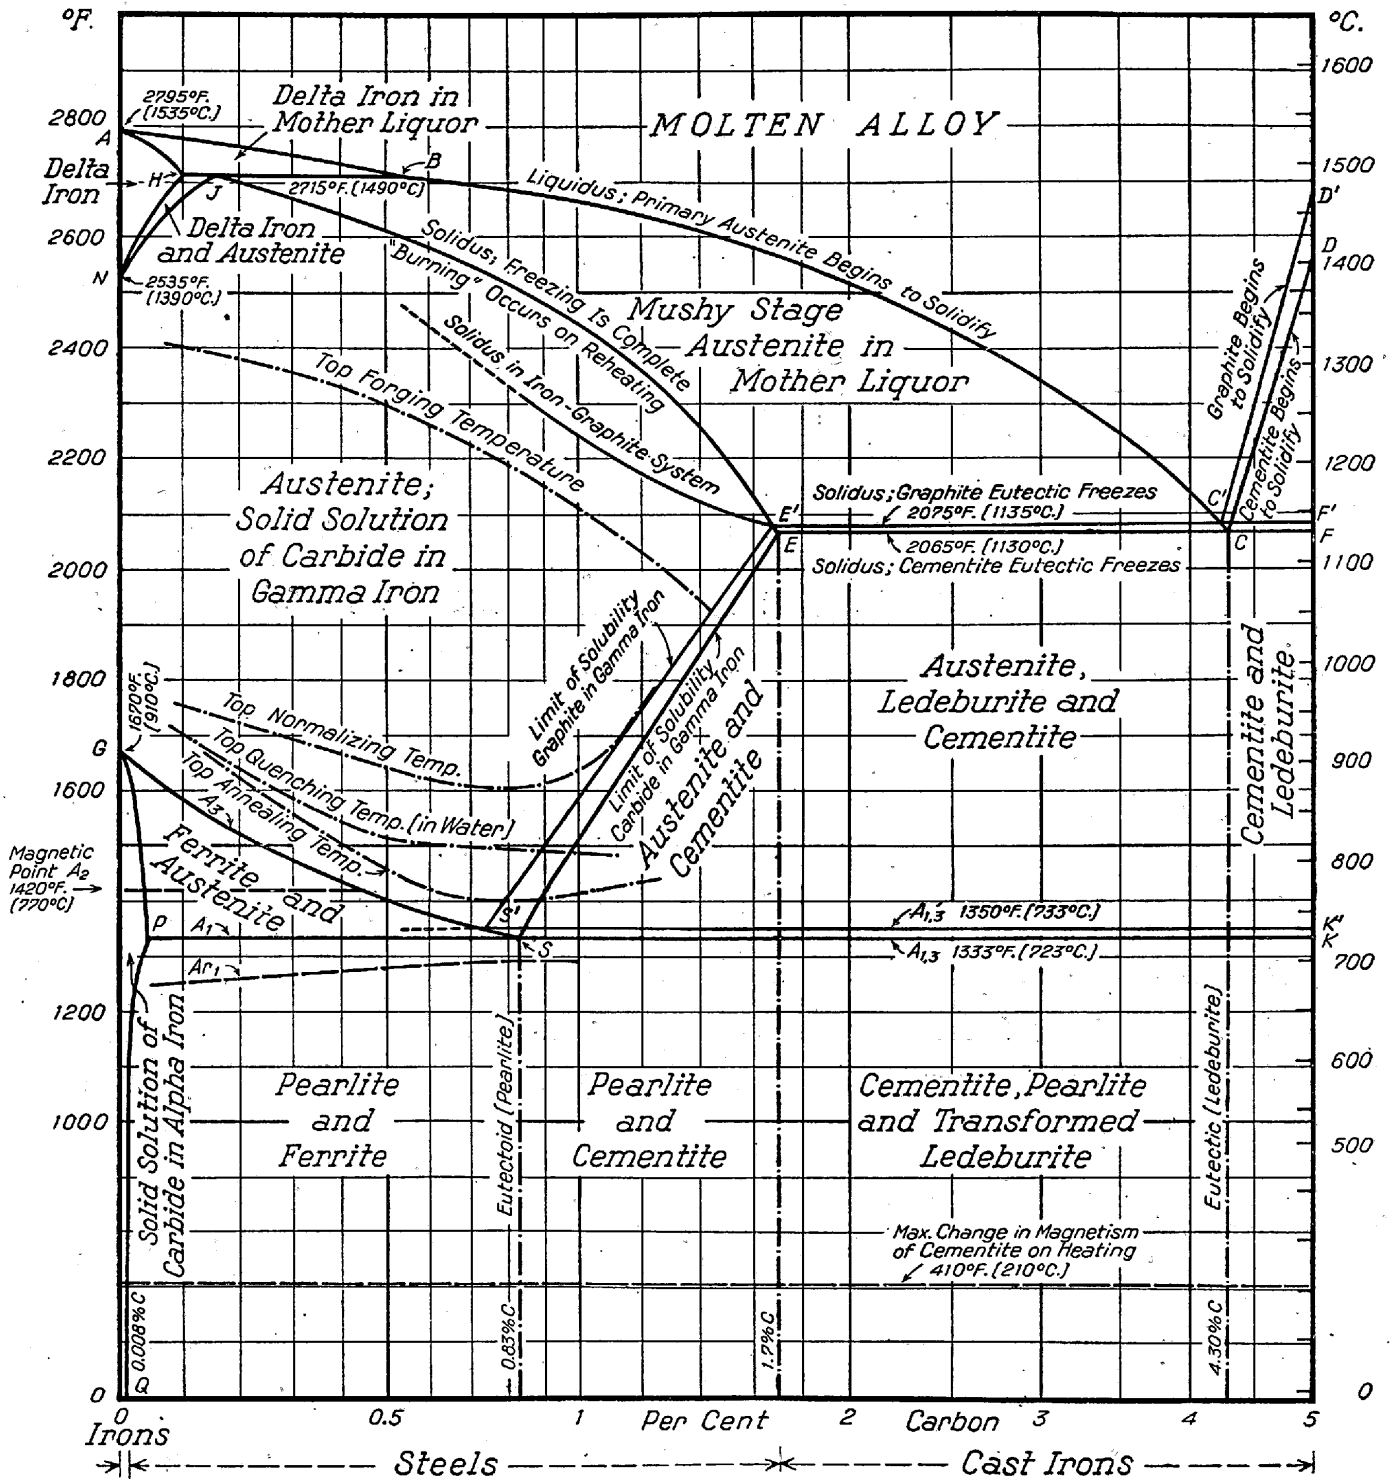 °F.
°C.
1600
2795°F.
(1535°C.)
Delta Iron in
Mother Liquor
MOLTEN ALLOY
2800
A
B
1500
Delta
Iron
H
J
2715°F. (1490°C)
Liquidus; Primary Austenite Begins to Solidify
D'
Delta Iron
and Austenite
Solidus; Freezing Is Complete
"Burning" Occurs on Reheating
2600
D
1400
N
2535°F.
(1390°C.)
Graphite Begins
to Solidify
Cementite Begins
to Solidify
Mushy Stage
Austenite in
Mother Liquor
Solidus in Iron-Graphite System
2400
1300
Top Forging Temperature
2200
1200
Austenite;
Solid Solution
of Carbide in
Gamma Iron
Solidus; Graphite Eutectic Freezes
2075°F. (1135°C.)
E'
C'
F'
E
C
F
2065°F. (1130°C.)
Solidus; Cementite Eutectic Freezes
2000
1100
Limit of Solubility
Graphite in Gamma Iron
Limit of Solubility
Carbide in Gamma Iron
Austenite and
Cementite
Austenite,
Ledeburite and
Cementite
Cementite and
Ledeburite
1000
1800
1670°F.
(910°C.)
Top Normalizing Temp.
G
900
Top Quenching Temp. (in Water)
Top Annealing Temp.
A3
1600
Ferrite and
Austenite
Magnetic
Point A2
1420°F.
(770°C)
800
P
A1
S'
S
A1,3 1350°F. (733°C.)
K'
K
A1,3 1333°F. (723°C.)
Ar1
700
1200
Solid Solution of
Carbide in Alpha Iron
Eutectoid (Pearlite)
Eutectic (Ledeburite)
600
Pearlite
and
Ferrite
Pearlite
and
Cementite
Cementite, Pearlite
and Transformed
Ledeburite
1000
500
Max. Change in Magnetism
of Cementite on Heating
410°F. (210°C.)
0.008%C
0.83%C
1.7%C
4.30%C
Q
0
0
0 0.5 1 Per Cent 2 Carbon 3 4 5
Irons
Steels
Cast Irons